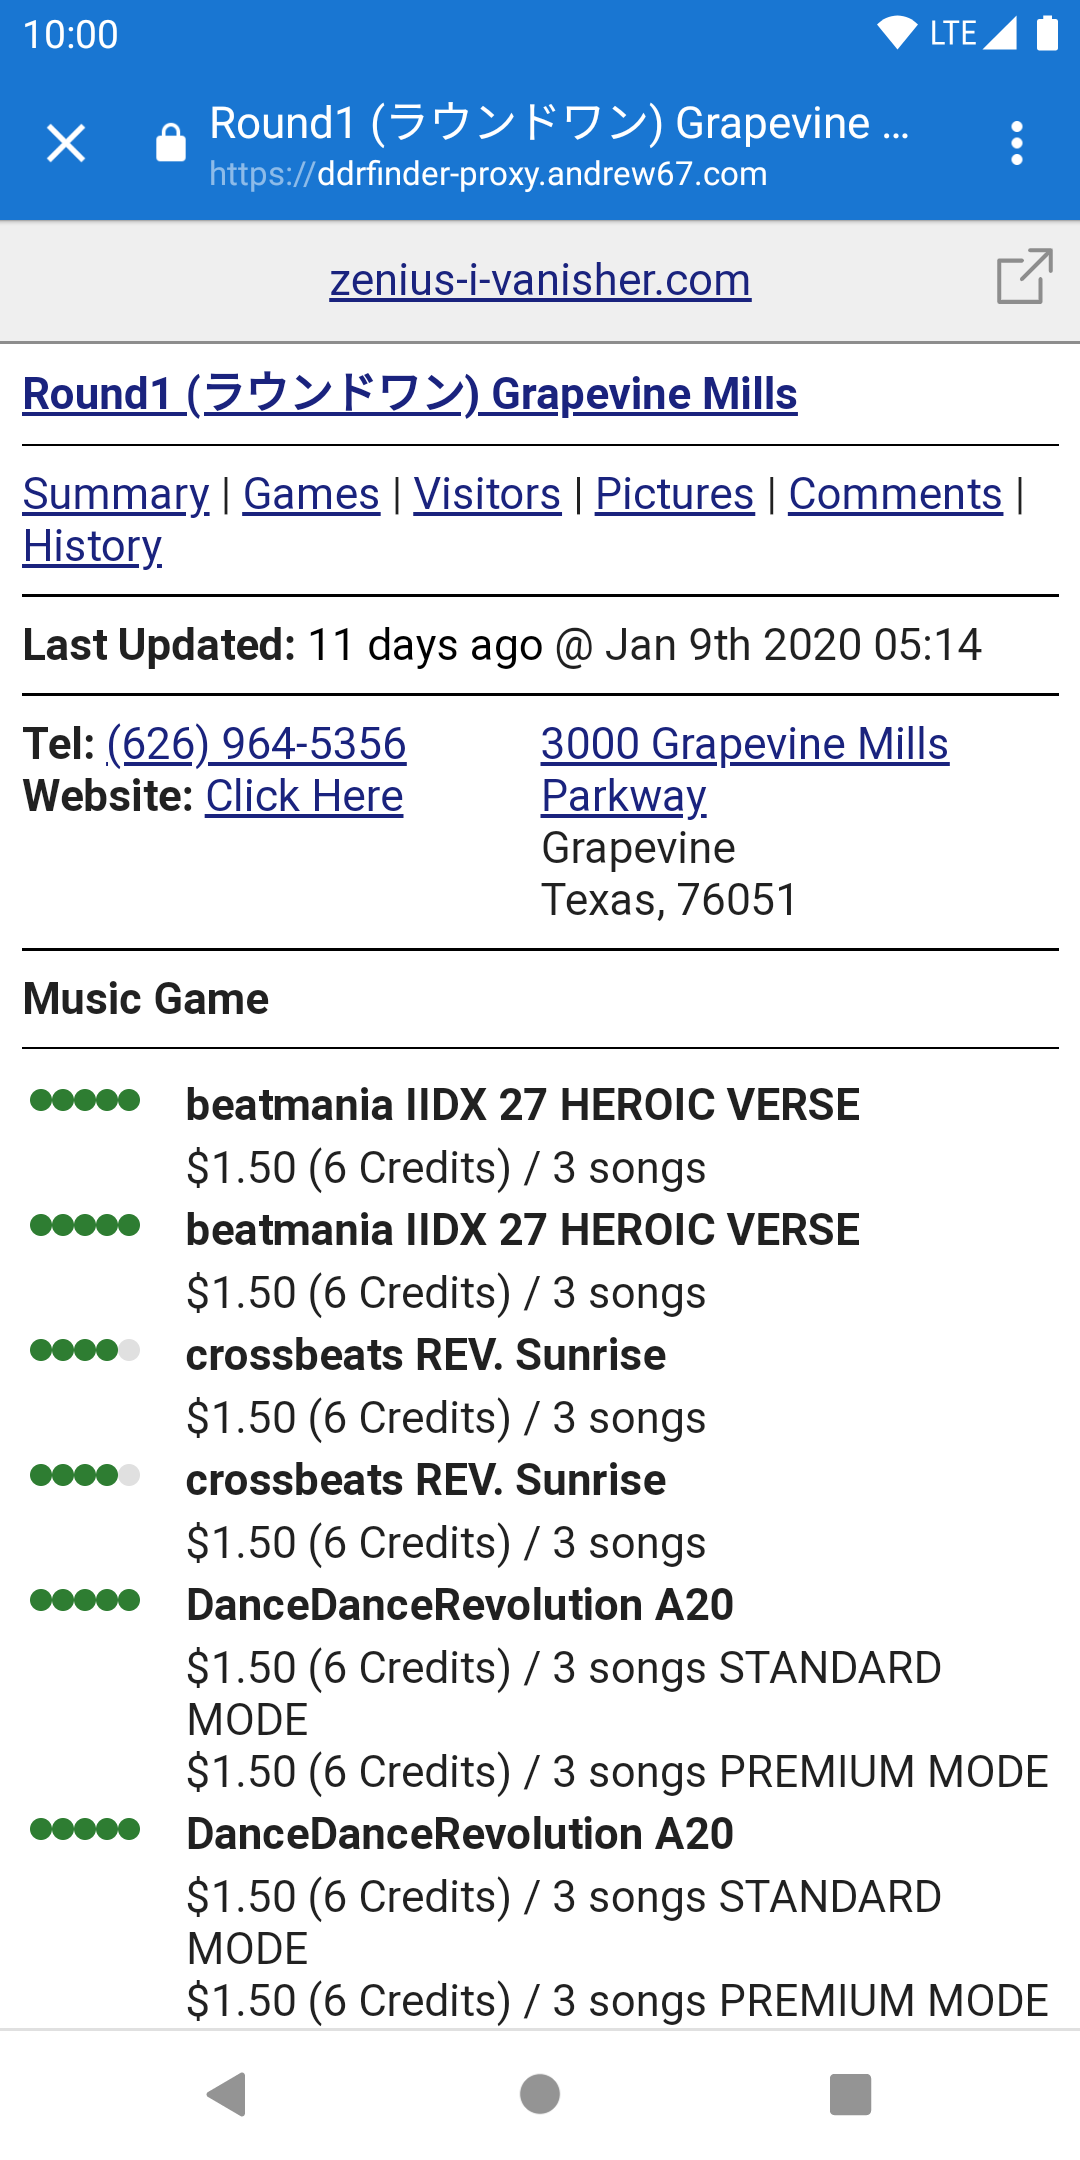 10:00
LTE
Round1 (ラウンドワン) Grapevine ...
https://ddrfinder-proxy.andrew67.com
zenius-i-vanisher.com
Round1 (ラウンドワン) Grapevine Mills
Summary | Games | Visitors | Pictures | Comments |
History
Last Updated: 11 days ago @ Jan 9th 2020 05:14
Tel: (626) 964-5356
Website: Click Here
3000 Grapevine Mills
Parkway
Grapevine
Texas, 76051
Music Game
beatmania IIDX 27 HEROIC VERSE
$1.50 (6 Credits) / 3 songs
beatmania IIDX 27 HEROIC VERSE
$1.50 (6 Credits) / 3 songs
crossbeats REV. Sunrise
$1.50 (6 Credits) / 3 songs
crossbeats REV. Sunrise
$1.50 (6 Credits) / 3 songs
DanceDanceRevolution A20
$1.50 (6 Credits) / 3 songs STANDARD
MODE
$1.50 (6 Credits) / 3 songs PREMIUM MODE
DanceDanceRevolution A20
$1.50 (6 Credits) / 3 songs STANDARD
MODE
$1.50 (6 Credits) / 3 songs PREMIUM MODE